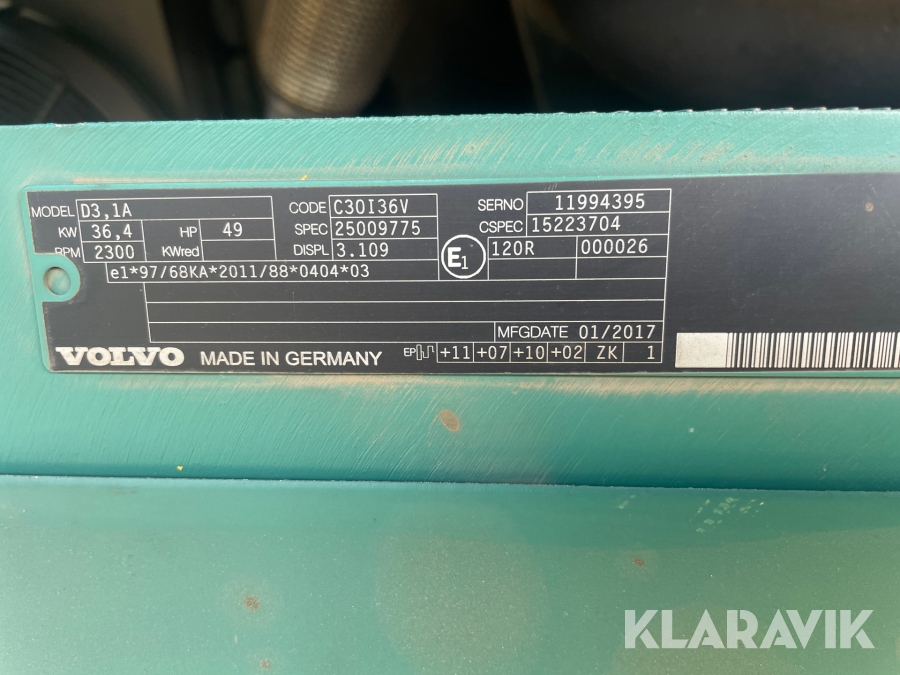 MODEL D3,1A CODE C30I36V SERNO 11994395
KW 36,4 HP 49 SPEC 25009775 CSPEC 15223704
RPM 2300 KWred DISPL 3.109 E1 120R 000026
e1*97/68KA*2011/88*0404*03
MFGDATE 01/2017
VOLVO MADE IN GERMANY EP +11 +07 +10 +02 ZK 1
KLARAVIK